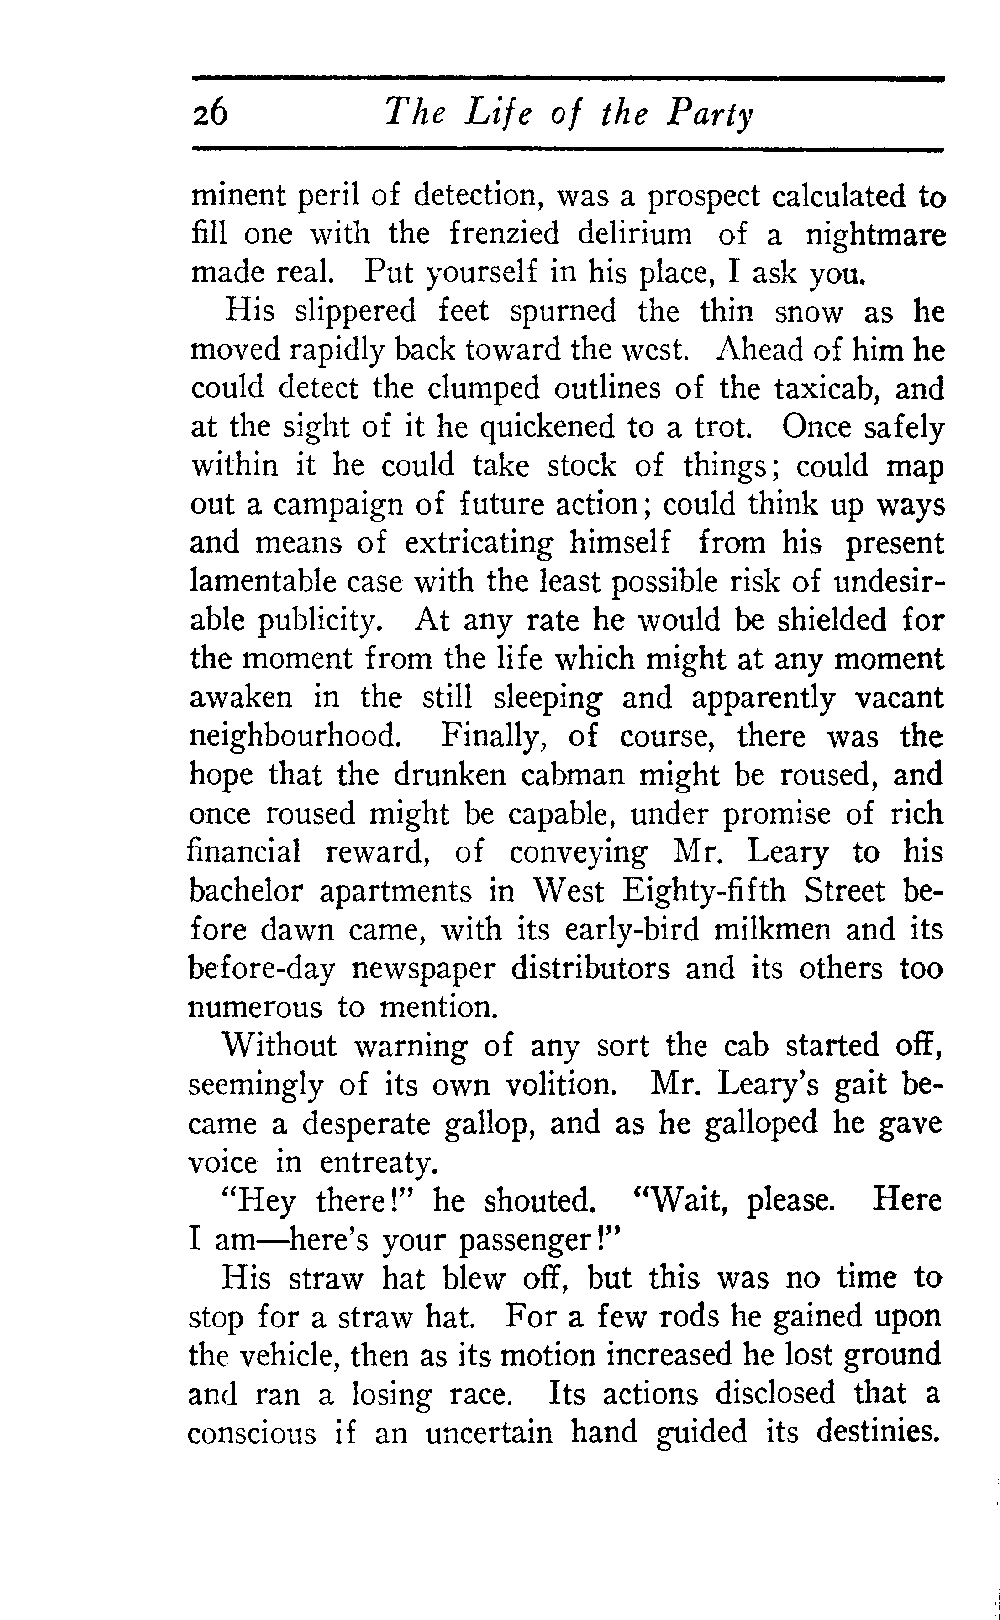 26 The Life of the Party
minent peril of detection, was a prospect calculated to
fill one with the frenzied delirium of a nightmare
made real. Put yourself in his place, I ask you.
His slippered feet spurned the thin snow as he
moved rapidly back toward the west. Ahead of him he
could detect the clumped outlines of the taxicab, and
at the sight of it he quickened to a trot. Once safely
within it he could take stock of things; could map
out a campaign of future action; could think up ways
and means of extricating himself from his present
lamentable case with the least possible risk of undesir-
able publicity. At any rate he would be shielded for
the moment from the life which might at any moment
awaken in the still sleeping and apparently vacant
neighbourhood. Finally, of course, there was the
hope that the drunken cabman might be roused, and
once roused might be capable, under promise of rich
financial reward, of conveying Mr. Leary to his
bachelor apartments in West Eighty-fifth Street be-
fore dawn came, with its early-bird milkmen and its
before-day newspaper distributors and its others too
numerous to mention.
Without warning of any sort the cab started off,
seemingly of its own volition. Mr. Leary's gait be-
came a desperate gallop, and as he galloped he gave
voice in entreaty.
"Hey there!" he shouted. "Wait, please. Here
I am—here's your passenger!"
His straw hat blew off, but this was no time to
stop for a straw hat. For a few rods he gained upon
the vehicle, then as its motion increased he lost ground
and ran a losing race. Its actions disclosed that a
conscious if an uncertain hand guided its destinies.